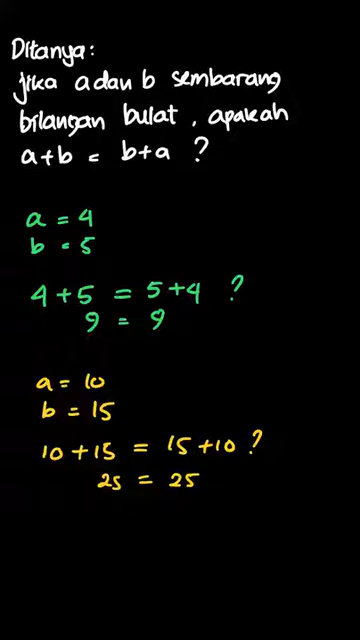 Ditanya:
jika a dan b sembarang
bilangan bulat, apakah
a+b = b+a ?
a = 4
b = 5
4+5 = 5+4 ?
9 = 9
a = 10
b = 15
10+15 = 15+10?
25 = 25